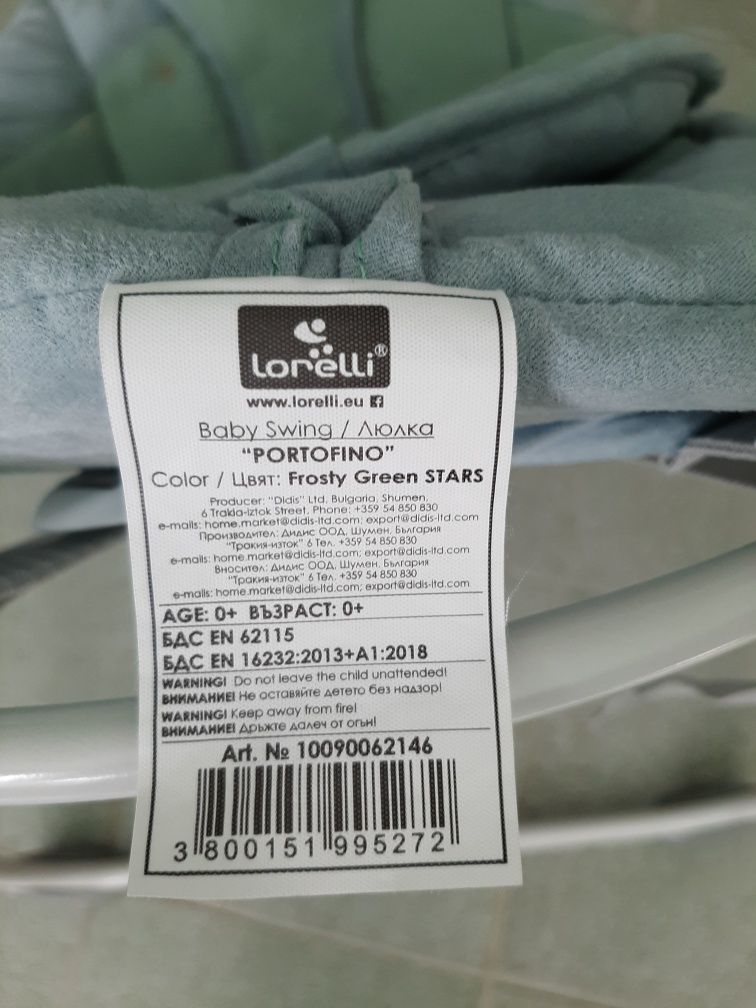 Lorelli®
www.lorelli.eu
Baby Swing / Люлка
“PORTOFINO”
Color / Цвят: Frosty Green STARS
Producer: “Didis” Ltd. Bulgaria, Shumen,
6 Trakia-Iztok Street, Phone: +359 54 850 830
e-mails: home.market@didis-ltd.com; export@didis-ltd.com
Производител: Дидис ООД, Шумен, България
“Тракия-изток” 6 Тел. +359 54 850 830
e-mails: home.market@didis-ltd.com; export@didis-ltd.com
Вносител: Дидис ООД, Шумен, България
“Тракия-изток” 6 Тел. +359 54 850 830
e-mails: home.market@didis-ltd.com; export@didis-ltd.com
AGE: 0+ ВЪЗРАСТ: 0+
БДС EN 62115
БДС EN 16232:2013+A1:2018
WARNING! Do not leave the child unattended!
ВНИМАНИЕ! Не оставяйте детето без надзор!
WARNING! Keep away from fire!
ВНИМАНИЕ! Дръжте далеч от огън!
Art. № 10090062146
3 800151 995272